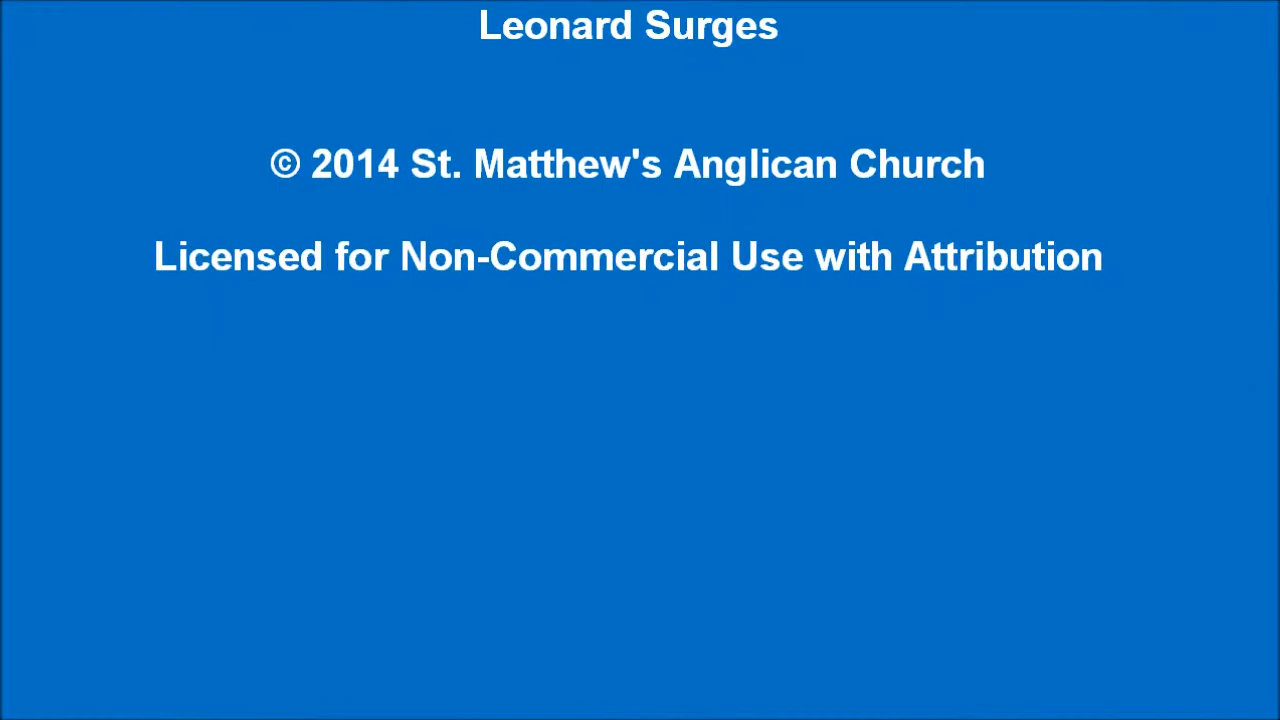 Leonard Surges
© 2014 St. Matthew's Anglican Church
Licensed for Non-Commercial Use with Attribution